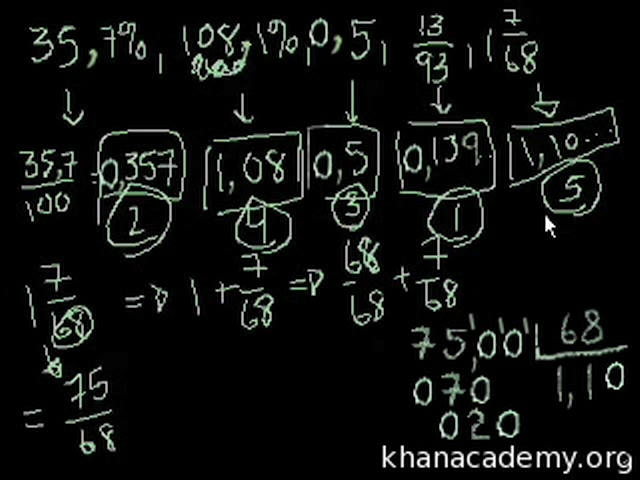 35,7%, 108,1%, 0,5, 13/93, 1 7/68
35,7/100 = 0,357 1,08 0,5 0,139 1,10...
2 4 3 1 5
1 7/68 => 1 + 7/68 => 68/68 + 7/68
= 75/68
75,00 68
070 1,10
020
khanacademy.org